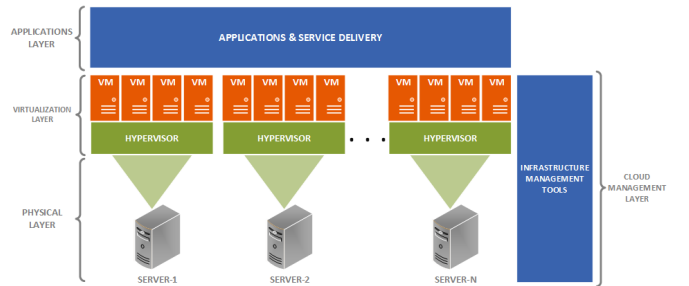 APPLICATIONS
LAYER
APPLICATIONS & SERVICE DELIVERY
VM VM VM VM
VM VM VM VM
VM VM VM VM
VIRTUALIZATION
LAYER
HYPERVISOR
HYPERVISOR
. . .
HYPERVISOR
INFRASTRUCTURE
MANAGEMENT
TOOLS
CLOUD
MANAGEMENT
LAYER
PHYSICAL
LAYER
SERVER-1
SERVER-2
SERVER-N